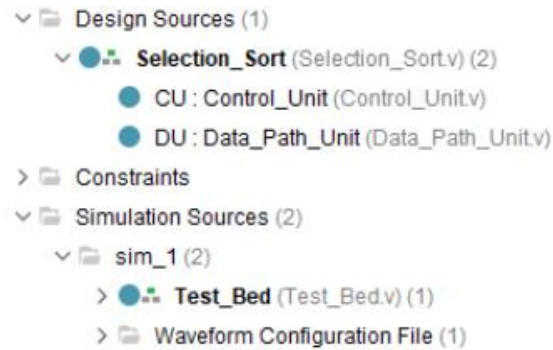 Design Sources (1)
Selection_Sort (Selection_Sort.v) (2)
CU : Control_Unit (Control_Unit.v)
DU : Data_Path_Unit (Data_Path_Unit.v)
Constraints
Simulation Sources (2)
sim_1 (2)
Test_Bed (Test_Bed.v) (1)
Waveform Configuration File (1)